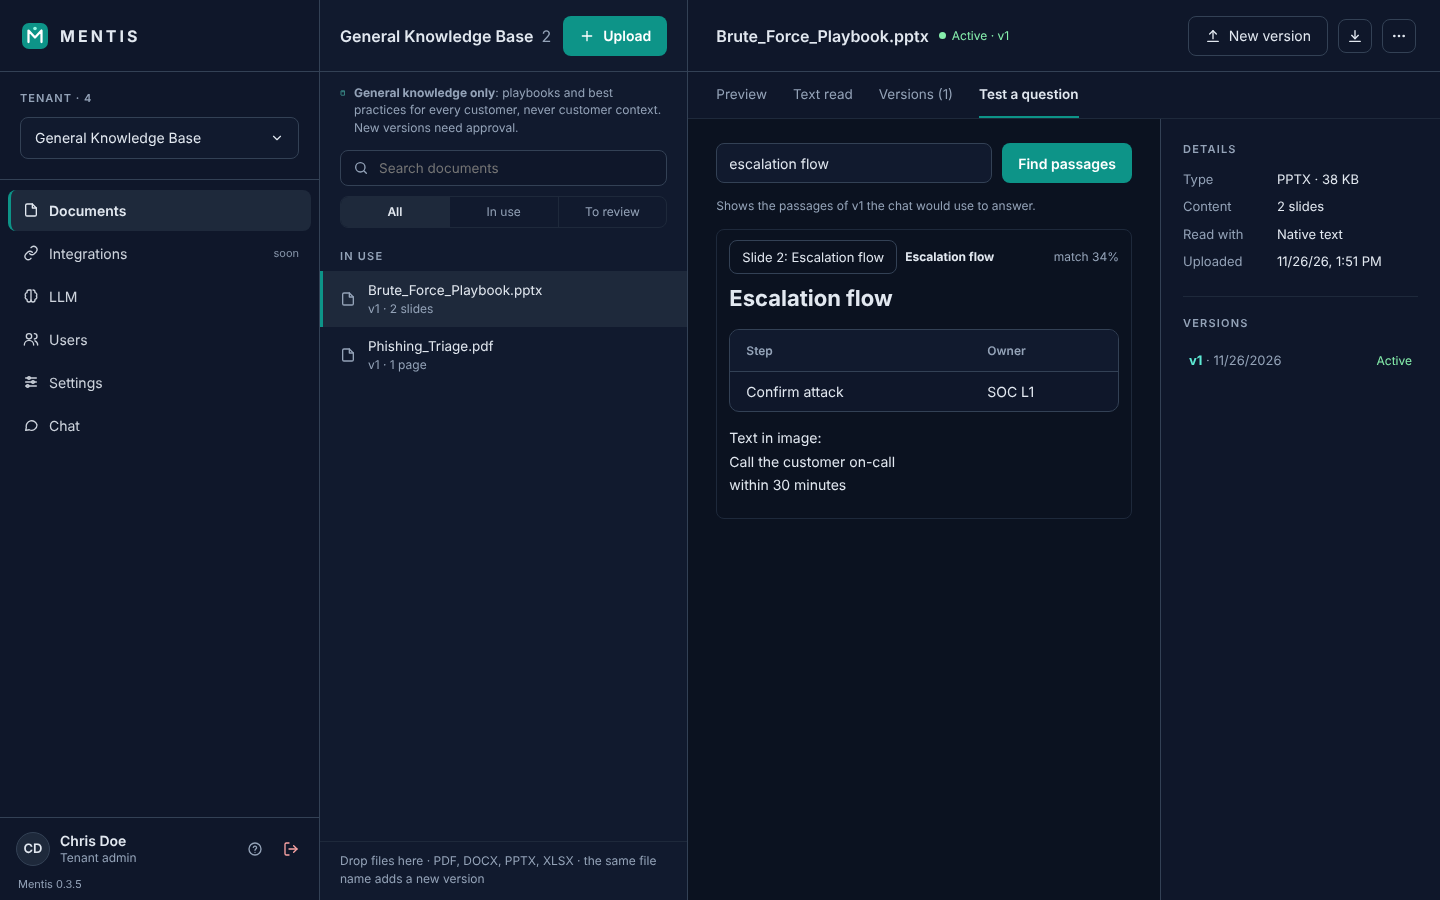 MENTIS
TENANT · 4
General Knowledge Base
Documents
Integrations
soon
LLM
Users
Settings
Chat
CD
Chris Doe
Tenant admin
Mentis 0.3.5
General Knowledge Base 2
Upload
General knowledge only: playbooks and best
practices for every customer, never customer context.
New versions need approval.
Search documents
All
In use
To review
IN USE
Brute_Force_Playbook.pptx
v1 · 2 slides
Phishing_Triage.pdf
v1 · 1 page
Drop files here · PDF, DOCX, PPTX, XLSX · the same file
name adds a new version
Brute_Force_Playbook.pptx
Active · v1
New version
Preview
Text read
Versions (1)
Test a question
escalation flow
Find passages
Shows the passages of v1 the chat would use to answer.
Slide 2: Escalation flow
Escalation flow
match 34%
Escalation flow
Step Owner
Confirm attack SOC L1
Text in image:
Call the customer on-call
within 30 minutes
DETAILS
Type PPTX · 38 KB
Content 2 slides
Read with Native text
Uploaded 11/26/26, 1:51 PM
VERSIONS
v1 · 11/26/2026 Active